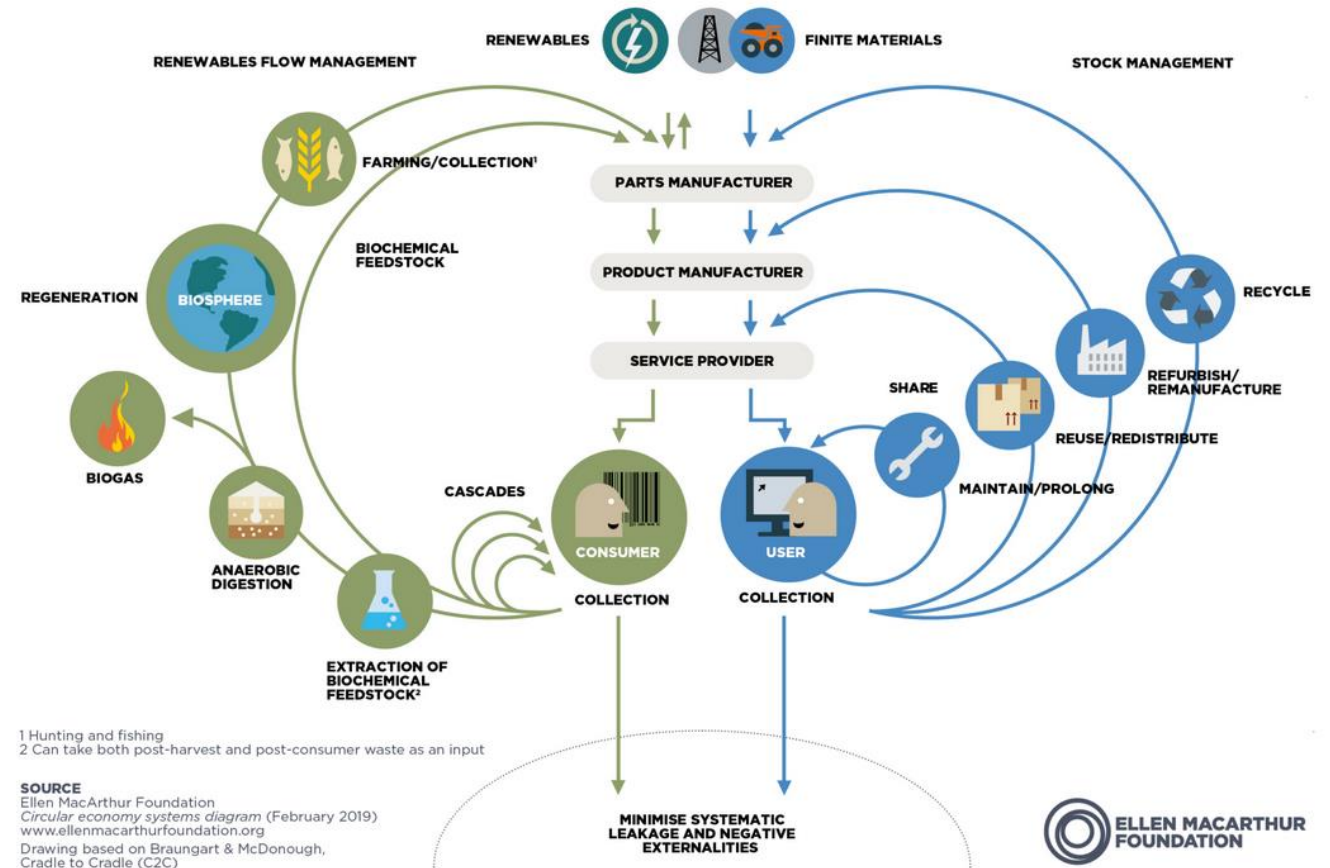 RENEWABLES
FINITE MATERIALS
RENEWABLES FLOW MANAGEMENT
STOCK MANAGEMENT
FARMING/COLLECTION¹
PARTS MANUFACTURER
BIOCHEMICAL
FEEDSTOCK
PRODUCT MANUFACTURER
REGENERATION
BIOSPHERE
RECYCLE
SERVICE PROVIDER
SHARE
REFURBISH/
REMANUFACTURE
REUSE/REDISTRIBUTE
BIOGAS
CASCADES
MAINTAIN/PROLONG
CONSUMER
USER
ANAEROBIC
DIGESTION
COLLECTION
COLLECTION
EXTRACTION OF
BIOCHEMICAL
FEEDSTOCK²
1 Hunting and fishing
2 Can take both post-harvest and post-consumer waste as an input
SOURCE
Ellen MacArthur Foundation
Circular economy systems diagram (February 2019)
www.ellenmacarthurfoundation.org
Drawing based on Braungart & McDonough,
Cradle to Cradle (C2C)
MINIMISE SYSTEMATIC
LEAKAGE AND NEGATIVE
EXTERNALITIES
ELLEN MACARTHUR
FOUNDATION